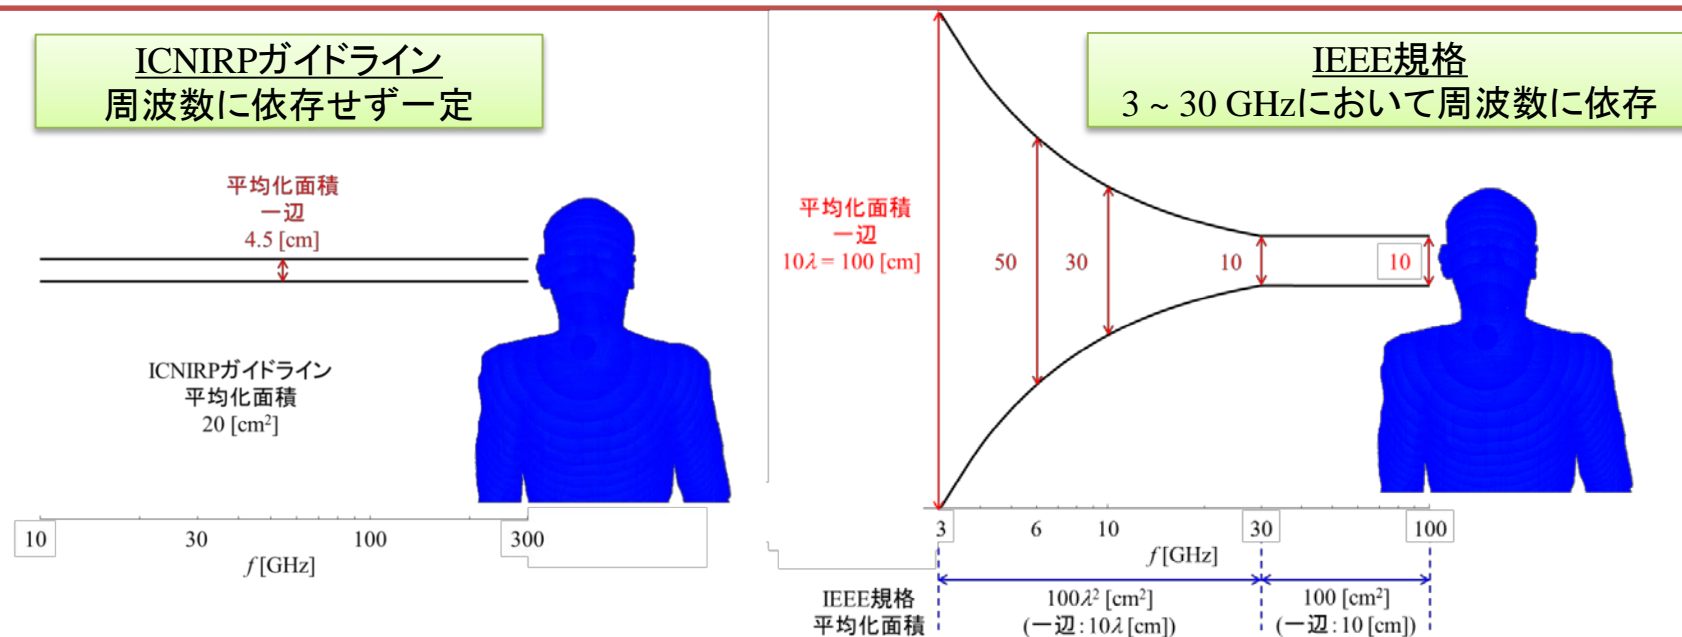 ICNIRPガイドライン
周波数に依存せず一定
平均化面積
一辺
4.5 [cm]
ICNIRPガイドライン
平均化面積
20 [cm²]
10 30 100 300
f [GHz]
IEEE規格
3 ~ 30 GHzにおいて周波数に依存
平均化面積
一辺
10λ = 100 [cm]
50 30 10 10
3 6 10 30 100
f [GHz]
IEEE規格
平均化面積
100λ² [cm²]
(一辺：10λ [cm])
100 [cm²]
(一辺：10 [cm])